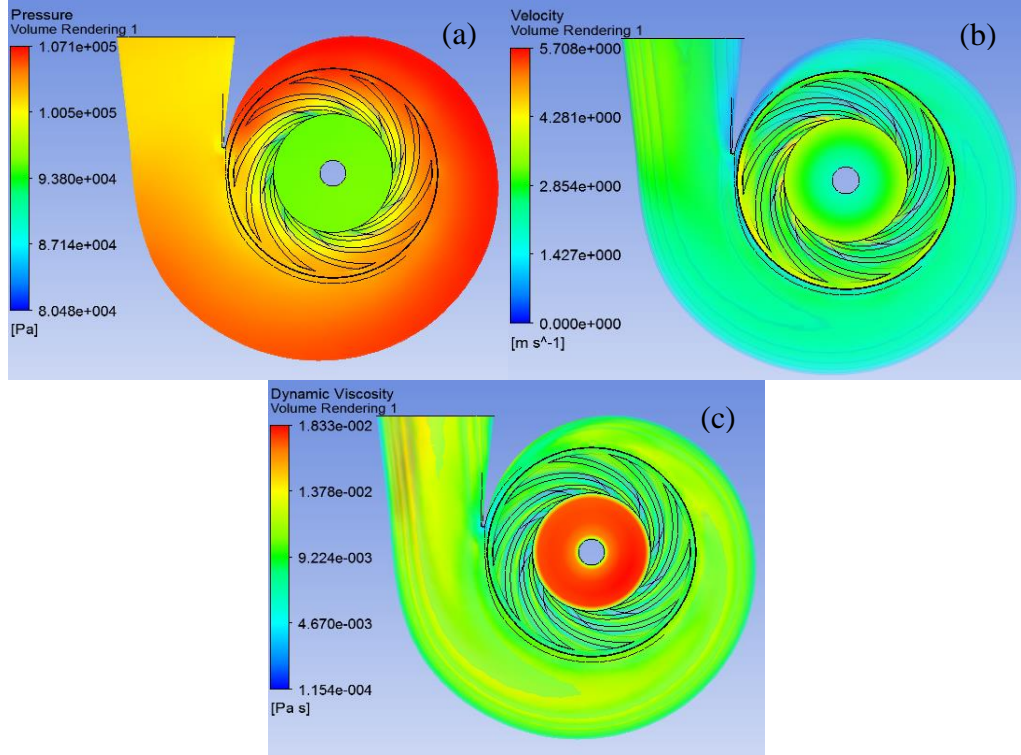 Pressure
Volume Rendering 1
(a)
1.071e+005
1.005e+005
9.380e+004
8.714e+004
8.048e+004
[Pa]
Velocity
Volume Rendering 1
(b)
5.708e+000
4.281e+000
2.854e+000
1.427e+000
0.000e+000
[m s^-1]
Dynamic Viscosity
Volume Rendering 1
(c)
1.833e-002
1.378e-002
9.224e-003
4.670e-003
1.154e-004
[Pa s]